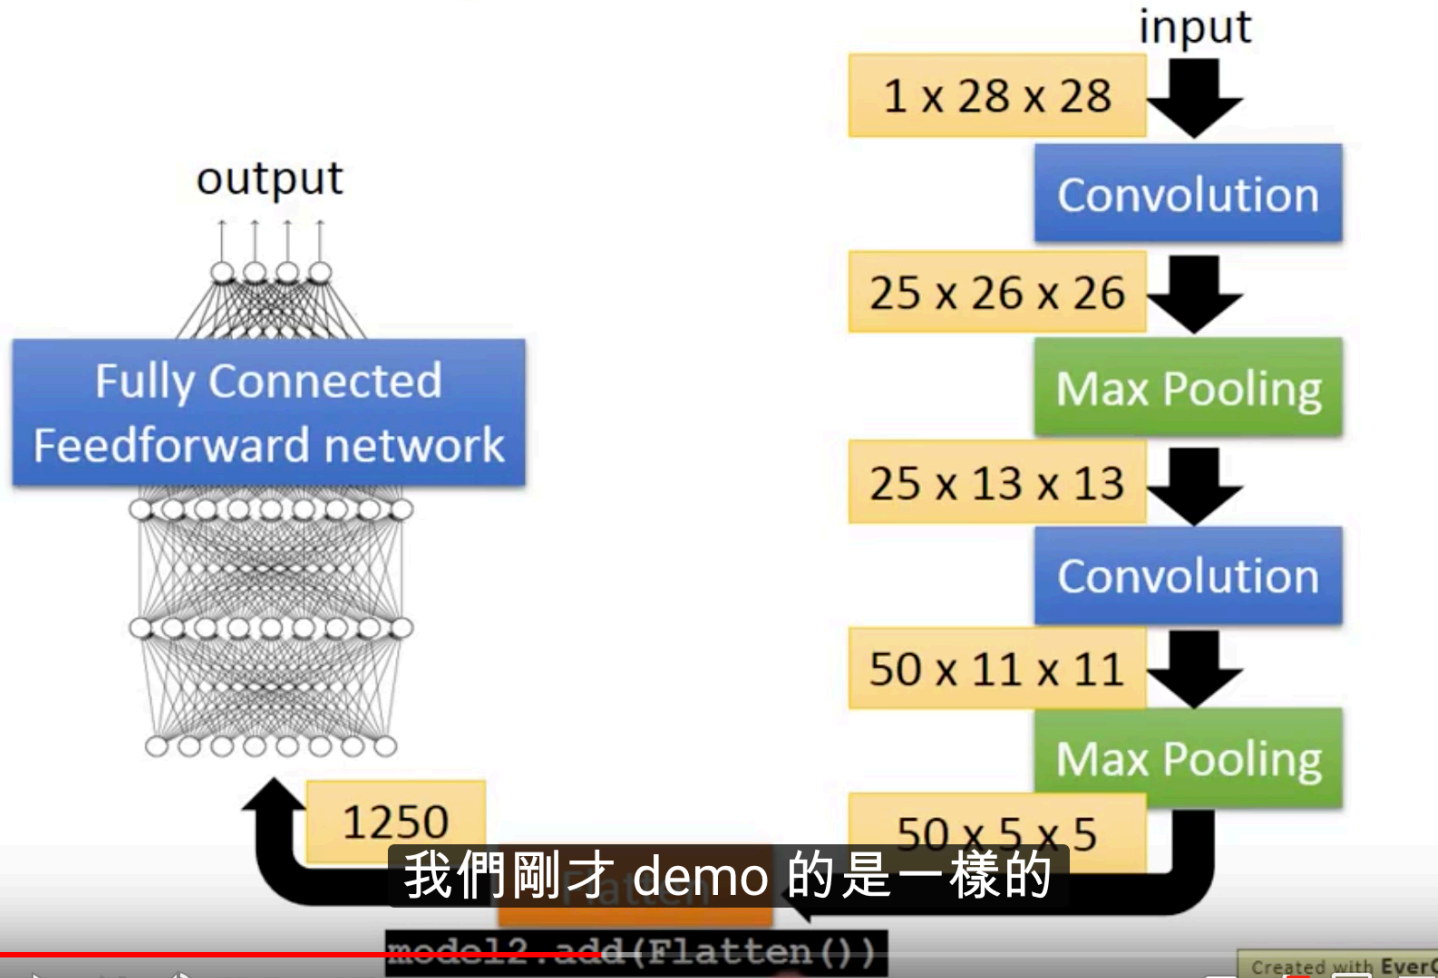 input
1 x 28 x 28
Convolution
25 x 26 x 26
Max Pooling
25 x 13 x 13
Convolution
50 x 11 x 11
Max Pooling
50 x 5 x 5
output
Fully Connected
Feedforward network
1250
Flatten
我們剛才 demo 的是一樣的
model2.add(Flatten())
Created with